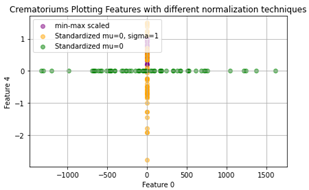 Crematoriums Plotting Features with different normalization techniques
min-max scaled
Standardized mu=0, sigma=1
Standardized mu=0
1
0
−1
−2
Feature 4
−1000
−500
0
500
1000
1500
Feature 0